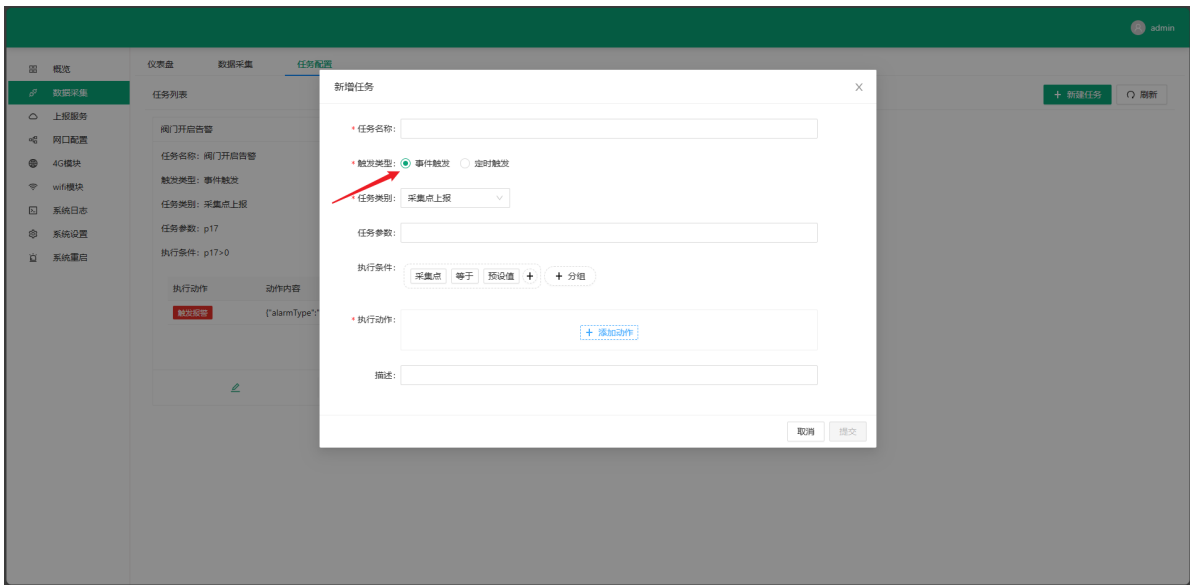 admin
概览
数据采集
上报服务
网口配置
4G模块
wifi模块
系统日志
系统设置
系统重启
仪表盘 数据采集 任务配置
任务列表
+ 新建任务 刷新
阀门开启告警
任务名称: 阀门开启告警
触发类型: 事件触发
任务类别: 采集点上报
任务参数: p17
执行条件: p17>0
执行动作 动作内容
触发报警 {"alarmType":"
新增任务
* 任务名称:
* 触发类型: 事件触发 定时触发
* 任务类别: 采集点上报
任务参数:
执行条件: 采集点 等于 预设值 + + 分组
* 执行动作: + 添加动作
描述:
取消 提交